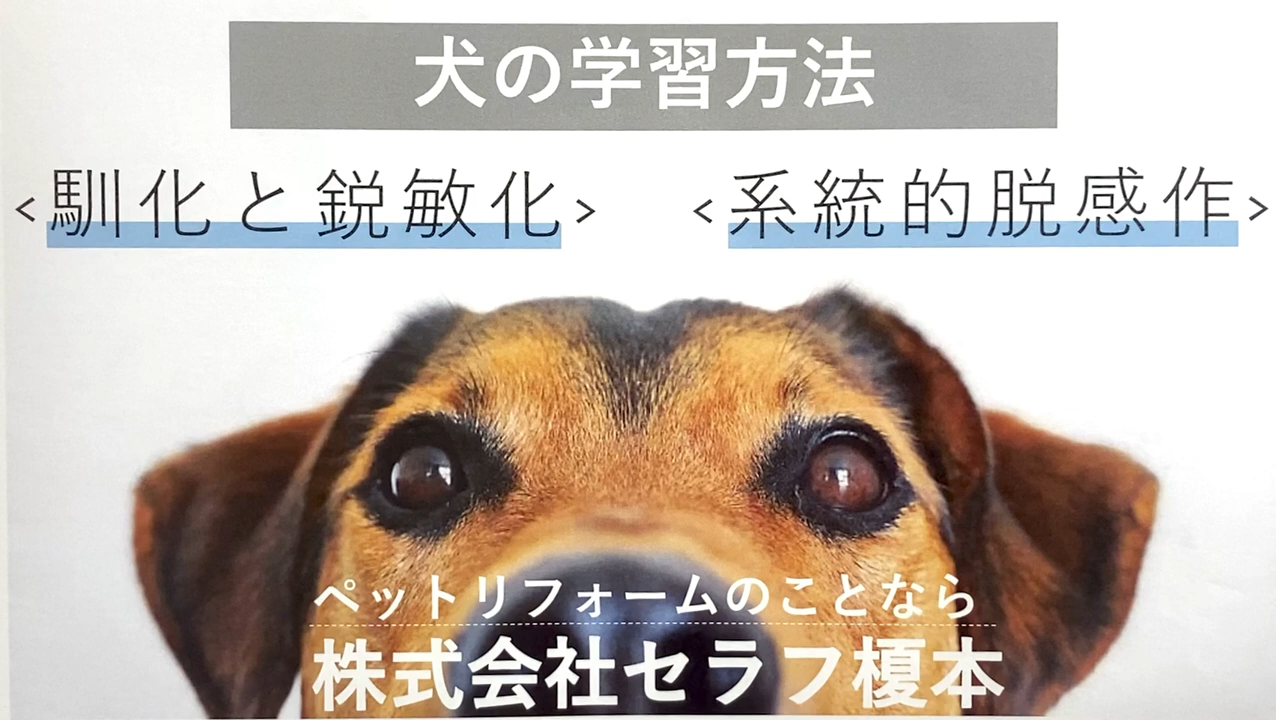 犬の学習方法
<馴化と鋭敏化> <系統的脱感作>
ペットリフォームのことなら
株式会社セラフ榎本